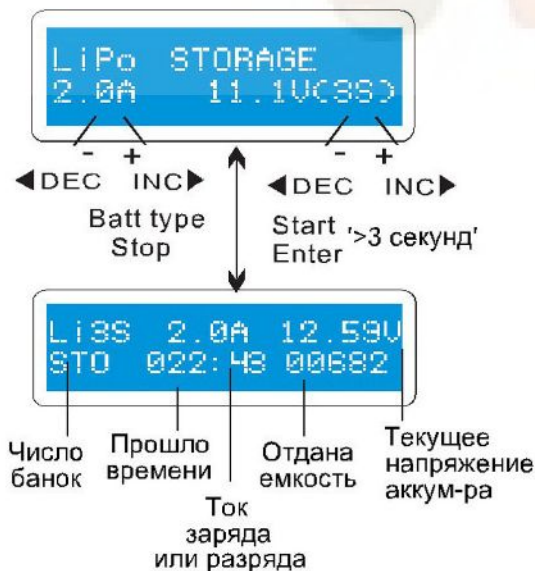 LiPo STORAGE
2.0A 11.1V(3S)
- + - +
◀DEC INC▶ ◀DEC INC▶
Batt type
Stop
Start
Enter '>3 секунд'
Li3S 2.0A 12.59V
STO 022:43 00682
Число
банок
Прошло
времени
Ток
заряда
или разряда
Отдана
емкость
Текущее
напряжение
аккум-ра